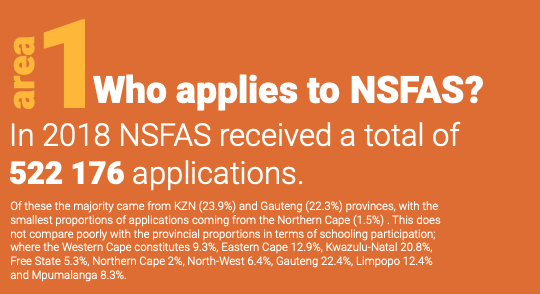 area
1
Who applies to NSFAS?
In 2018 NSFAS received a total of
522 176 applications.
Of these the majority came from KZN (23.9%) and Gauteng (22.3%) provinces, with the
smallest proportions of applications coming from the Northern Cape (1.5%) . This does
not compare poorly with the provincial proportions in terms of schooling participation;
where the Western Cape constitutes 9.3%, Eastern Cape 12.9%, Kwazulu-Natal 20.8%,
Free State 5.3%, Northern Cape 2%, North-West 6.4%, Gauteng 22.4%, Limpopo 12.4%
and Mpumalanga 8.3%.